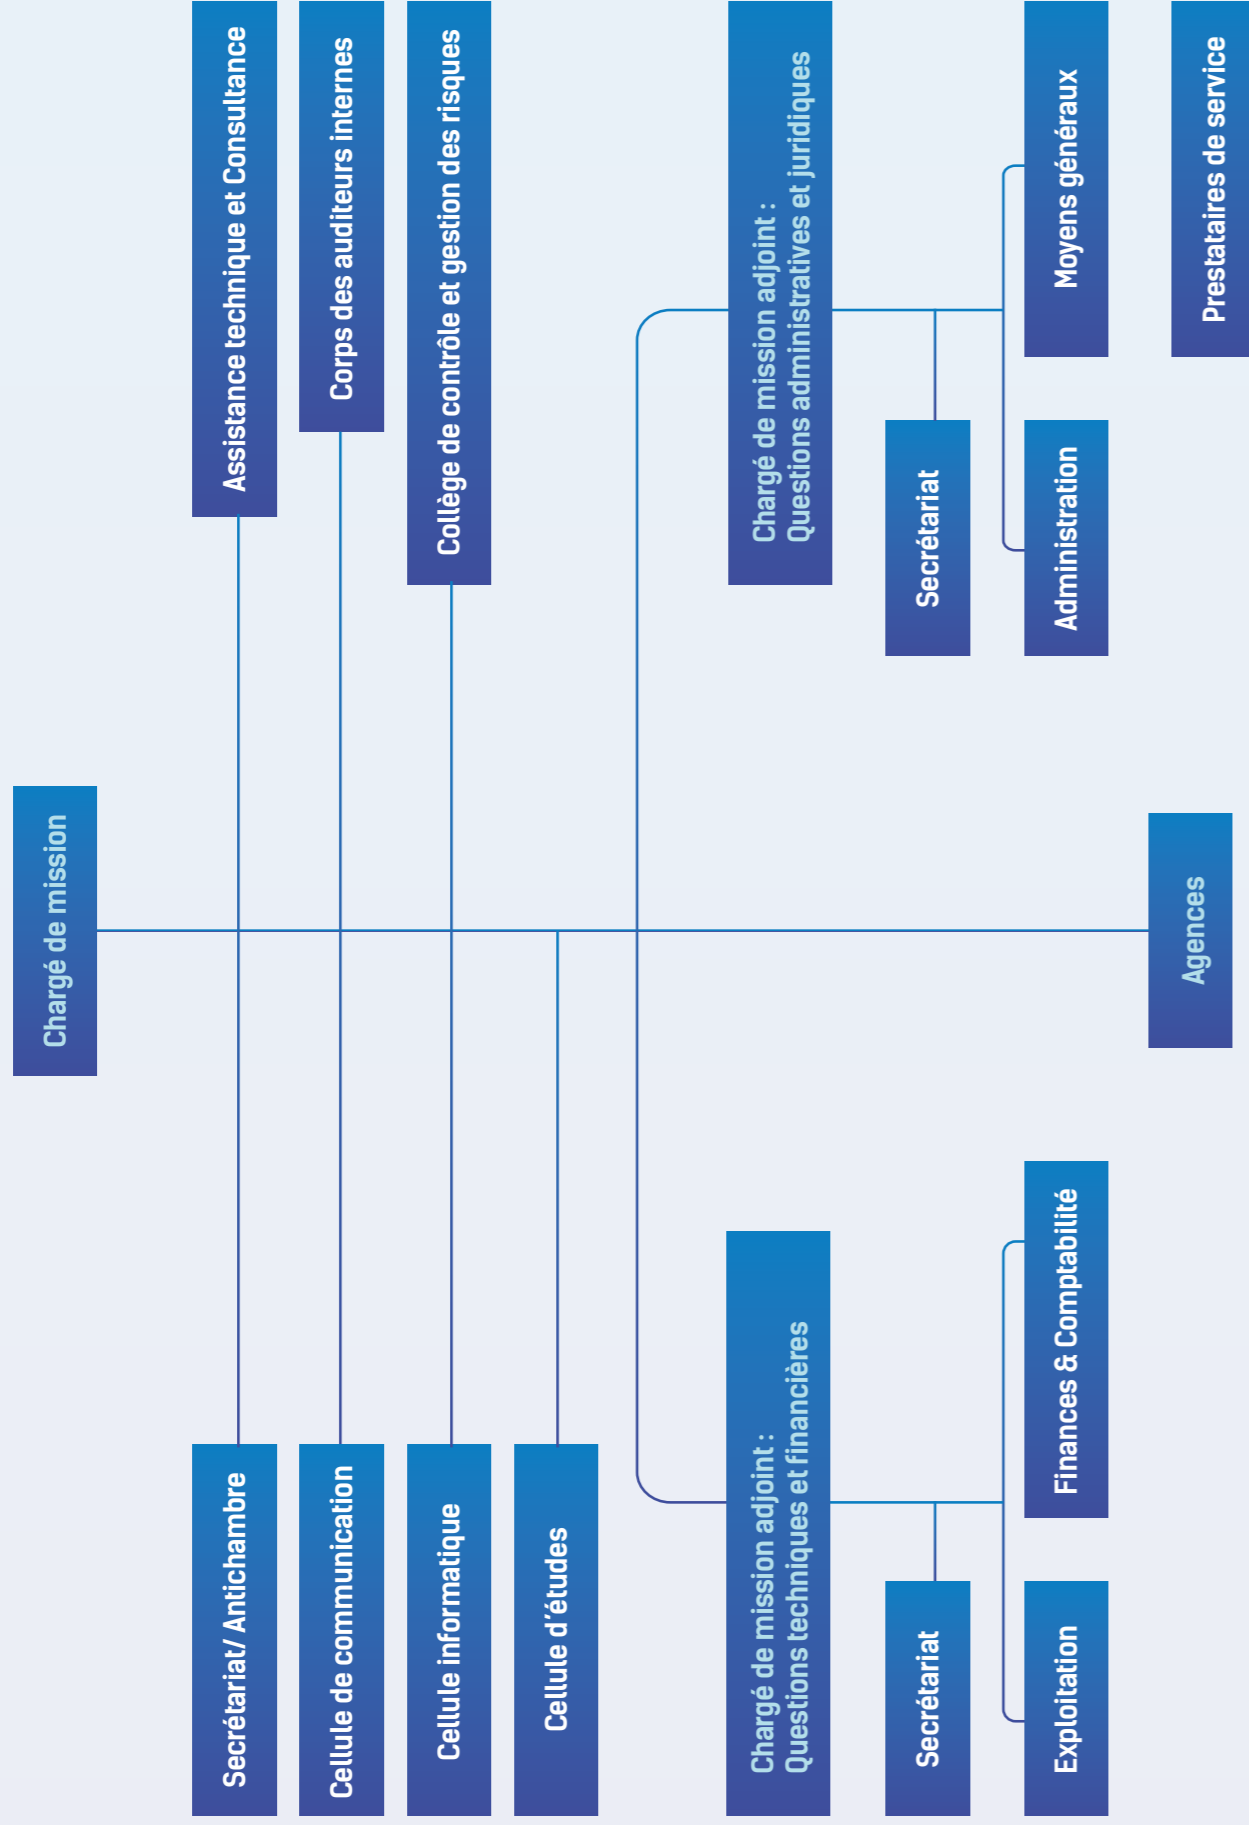 Chargé de mission
Secrétariat/ Antichambre
Assistance technique et Consultance
Cellule de communication
Corps des auditeurs internes
Cellule informatique
Collège de contrôle et gestion des risques
Cellule d'études
Chargé de mission adjoint :
Questions techniques et financières
Chargé de mission adjoint :
Questions administratives et juridiques
Secrétariat
Secrétariat
Exploitation
Finances & Comptabilité
Administration
Moyens généraux
Agences
Prestataires de service